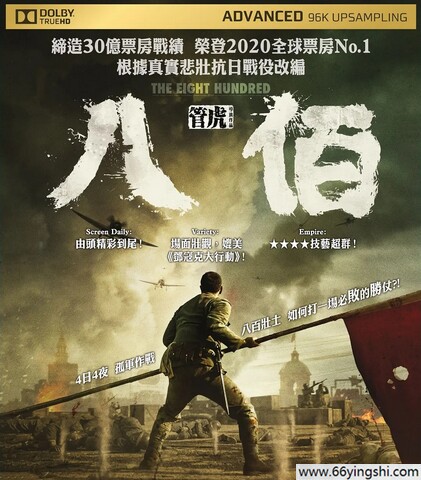 DOLBY TRUEHD
ADVANCED 96K UPSAMPLING
締造30億票房戰績 榮登2020全球票房No.1
根據真實悲壯抗日戰役改編
THE EIGHT HUNDRED
管虎
八佰
Screen Daily:
由頭精彩到尾!
Variety:
場面壯觀,媲美
《鄧寇克大行動》!
Empire:
★★★★技藝超群!
八百壯士 如何打一場必敗的勝仗?!
4日4夜 孤軍作戰
www.66yingshi.com